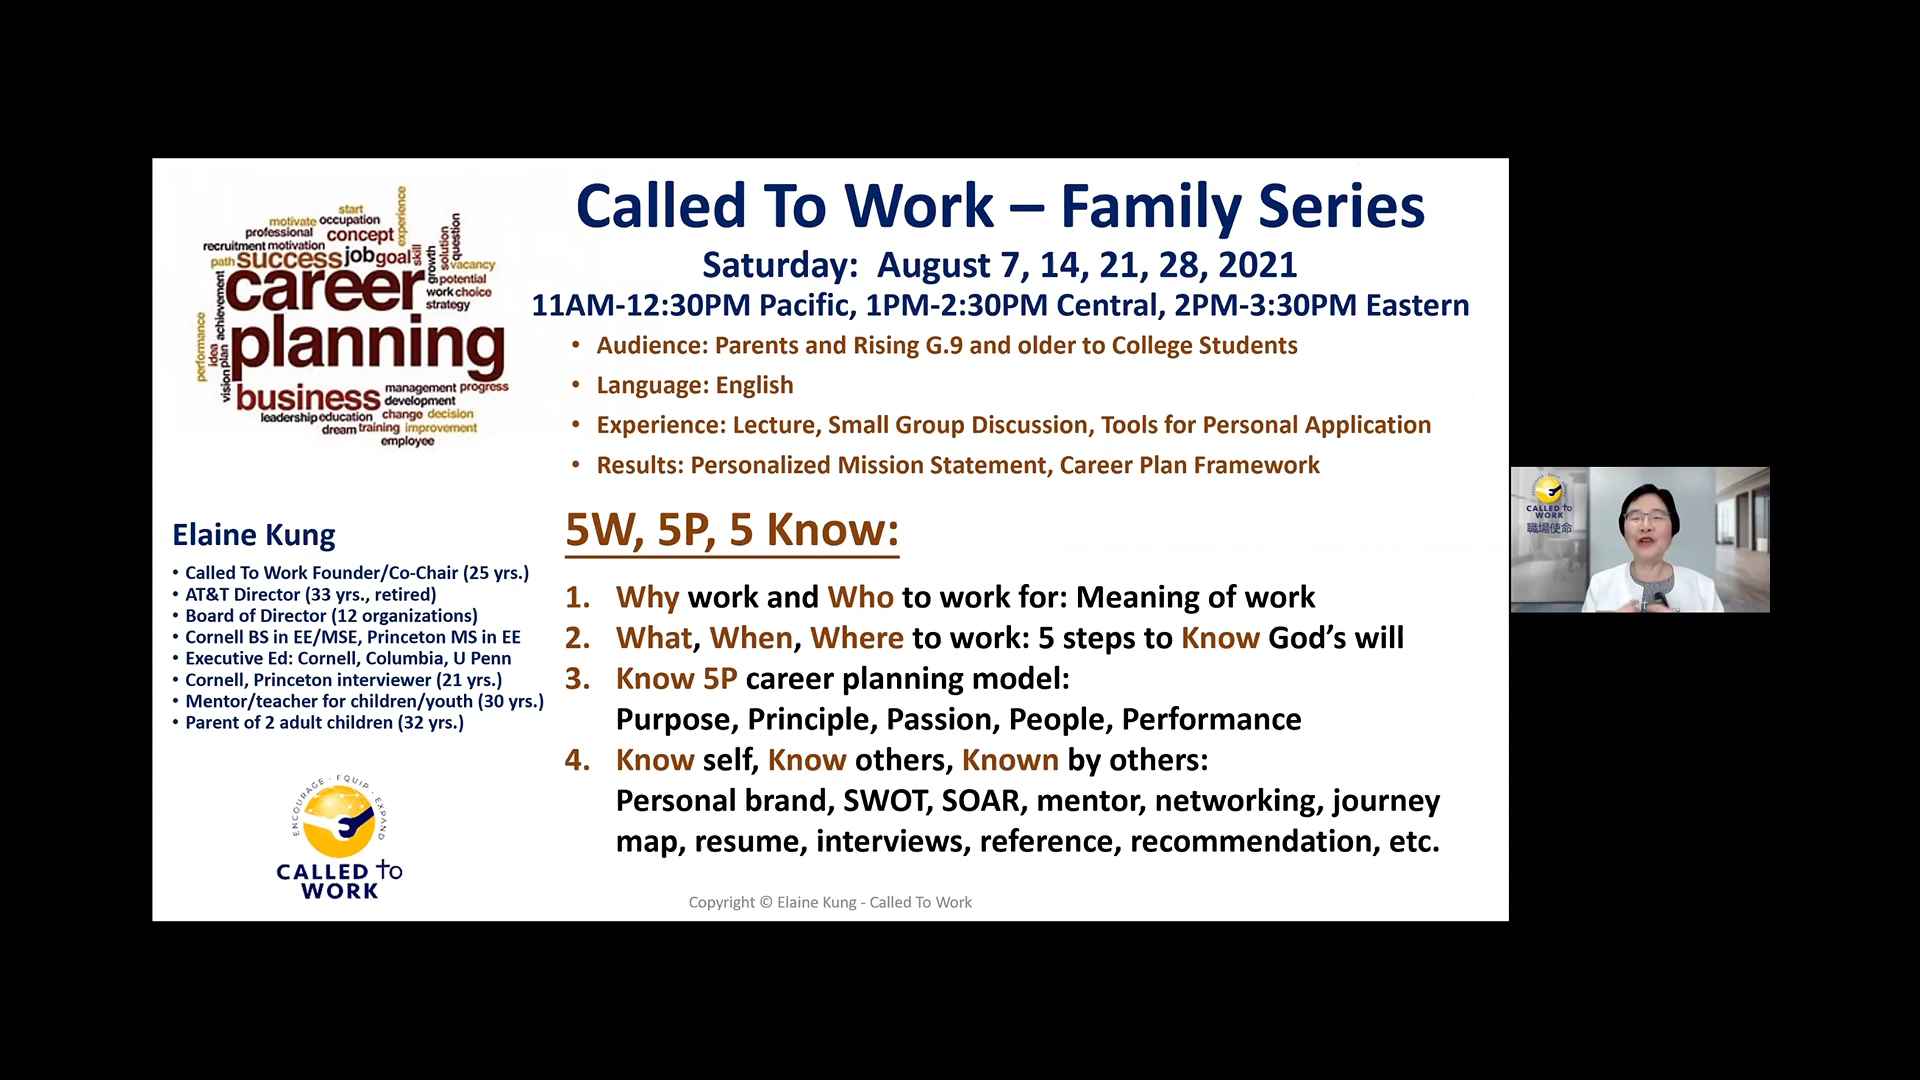 Called To Work – Family Series
Saturday: August 7, 14, 21, 28, 2021
11AM-12:30PM Pacific, 1PM-2:30PM Central, 2PM-3:30PM Eastern
• Audience: Parents and Rising G.9 and older to College Students
• Language: English
• Experience: Lecture, Small Group Discussion, Tools for Personal Application
• Results: Personalized Mission Statement, Career Plan Framework
start
experience
motivate occupation
professional concept
recruitment motivation
path success job goal
skill
growth
solution
question
vacancy
career
potential
work choice
strategy
achievement
planning
performance
idea
vision
plan
business
management progress
development
leadership education change decision
dream training improvement
employee
Elaine Kung
• Called To Work Founder/Co-Chair (25 yrs.)
• AT&T Director (33 yrs., retired)
• Board of Director (12 organizations)
• Cornell BS in EE/MSE, Princeton MS in EE
• Executive Ed: Cornell, Columbia, U Penn
• Cornell, Princeton interviewer (21 yrs.)
• Mentor/teacher for children/youth (30 yrs.)
• Parent of 2 adult children (32 yrs.)
ENCOURAGE · EQUIP · EXPAND
CALLED to
WORK
5W, 5P, 5 Know:
1. Why work and Who to work for: Meaning of work
2. What, When, Where to work: 5 steps to Know God's will
3. Know 5P career planning model:
Purpose, Principle, Passion, People, Performance
4. Know self, Know others, Known by others:
Personal brand, SWOT, SOAR, mentor, networking, journey
map, resume, interviews, reference, recommendation, etc.
Copyright © Elaine Kung - Called To Work
CALLED to
WORK
職場使命